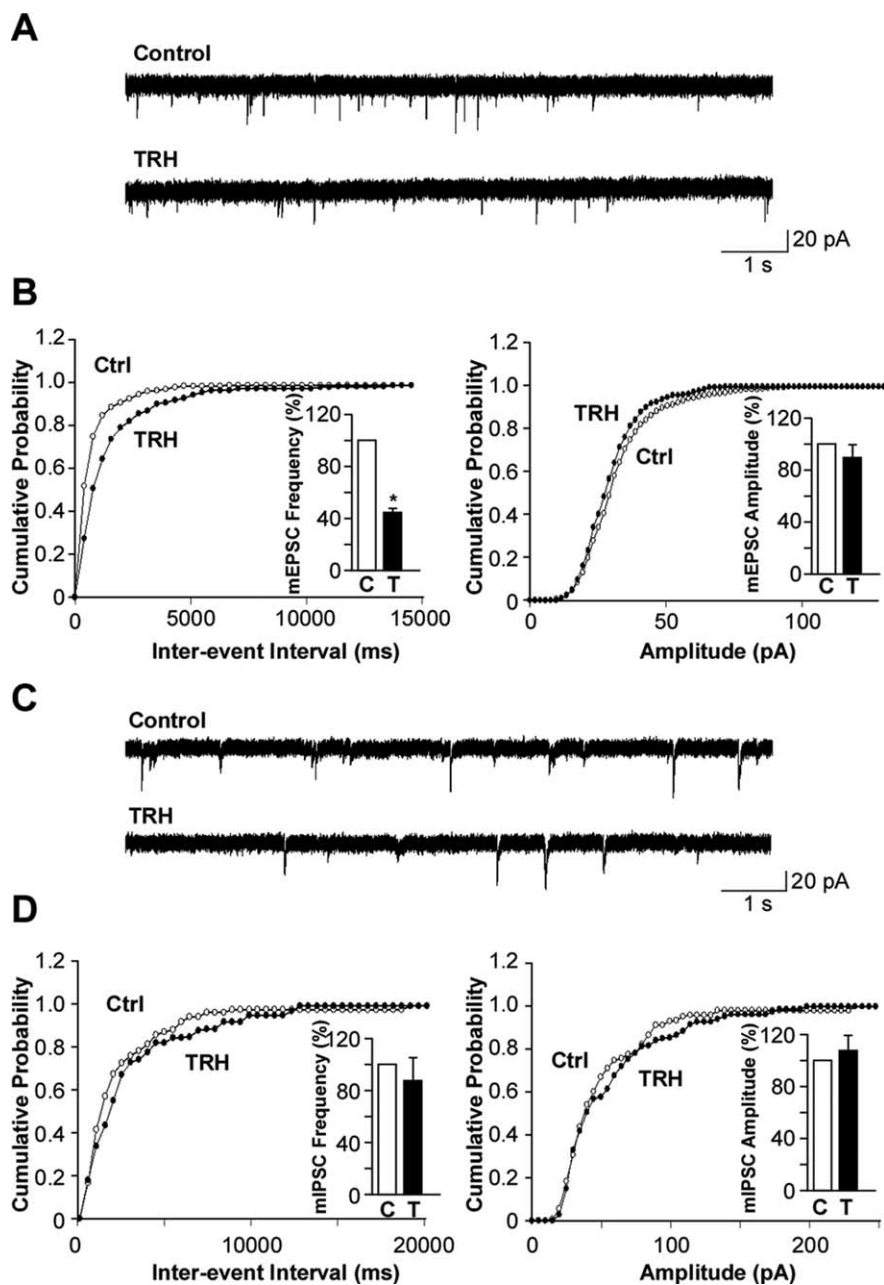 A
Control
TRH
20 pA
1 s
B
Cumulative Probability
1.2
1.0
0.8
0.6
0.4
0.2
0
Ctrl
TRH
0
5000
10000
15000
Inter-event Interval (ms)
mEPSC Frequency (%)
120
80
40
0
*
C T
Cumulative Probability
1.2
1.0
0.8
0.6
0.4
0.2
0
TRH
Ctrl
0
50
100
Amplitude (pA)
mEPSC Amplitude (%)
120
80
40
0
C T
C
Control
TRH
20 pA
1 s
D
Cumulative Probability
1.2
1.0
0.8
0.6
0.4
0.2
0
Ctrl
TRH
0
10000
20000
Inter-event Interval (ms)
mIPSC Frequency (%)
120
80
40
0
C T
Cumulative Probability
1.2
1.0
0.8
0.6
0.4
0.2
0
Ctrl
TRH
0
100
200
Amplitude (pA)
mIPSC Amplitude (%)
120
80
40
0
C T